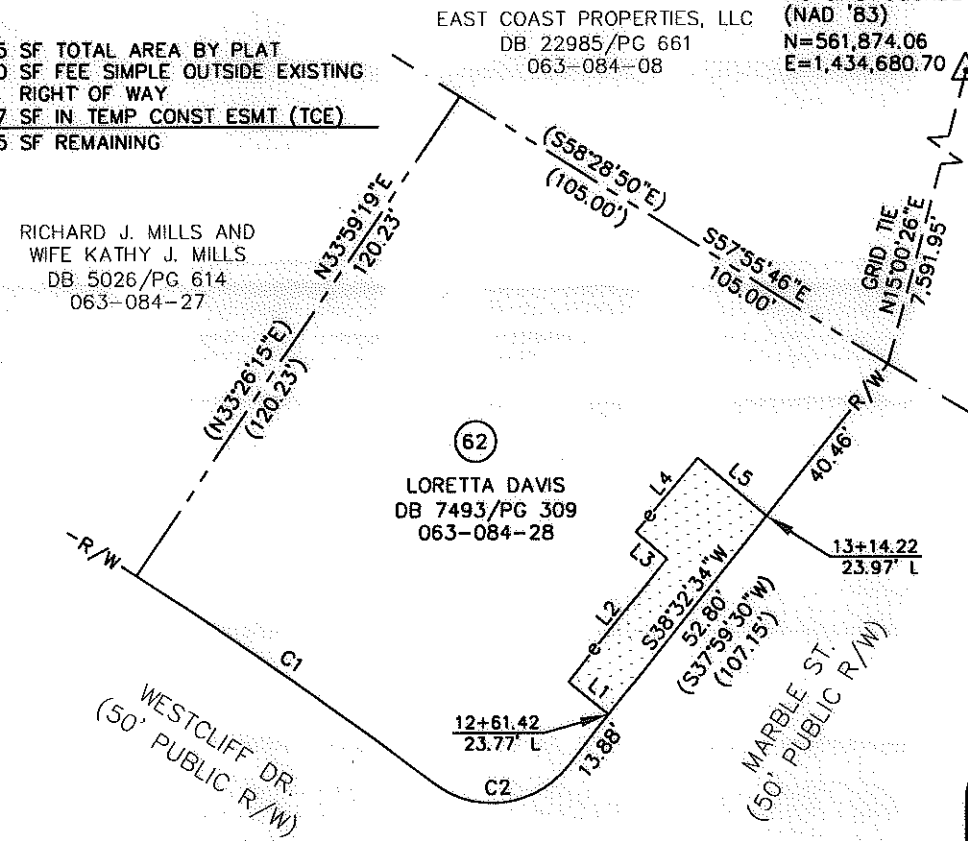 SF TOTAL AREA BY PLAT
SF FEE SIMPLE OUTSIDE EXISTING
RIGHT OF WAY
SF IN TEMP CONST ESMT (TCE)
SF REMAINING
EAST COAST PROPERTIES, LLC
DB 22985/PG 661
063-084-08
(NAD '83)
N=561,874.06
E=1,434,680.70
RICHARD J. MILLS AND
WIFE KATHY J. MILLS
DB 5026/PG 614
063-084-27
N33°59'19"E
120.23'
(N33°26'15"E)
(120.23')
(S58°28'50"E)
(105.00')
S57°55'46"E
105.00'
GRID TIE
N15°00'26"E
7,591.95'
R/W
40.46'
62
LORETTA DAVIS
DB 7493/PG 309
063-084-28
L4
e
L5
L3
L2
e
L1
S38°32'34"W
52.80'
(S37°59'30"W)
(107.15')
13+14.22
23.97' L
-R/W
C1
WESTCLIFF DR.
(50' PUBLIC R/W)
12+61.42
23.77' L
13.88'
C2
MARBLE ST.
(50' PUBLIC R/W)